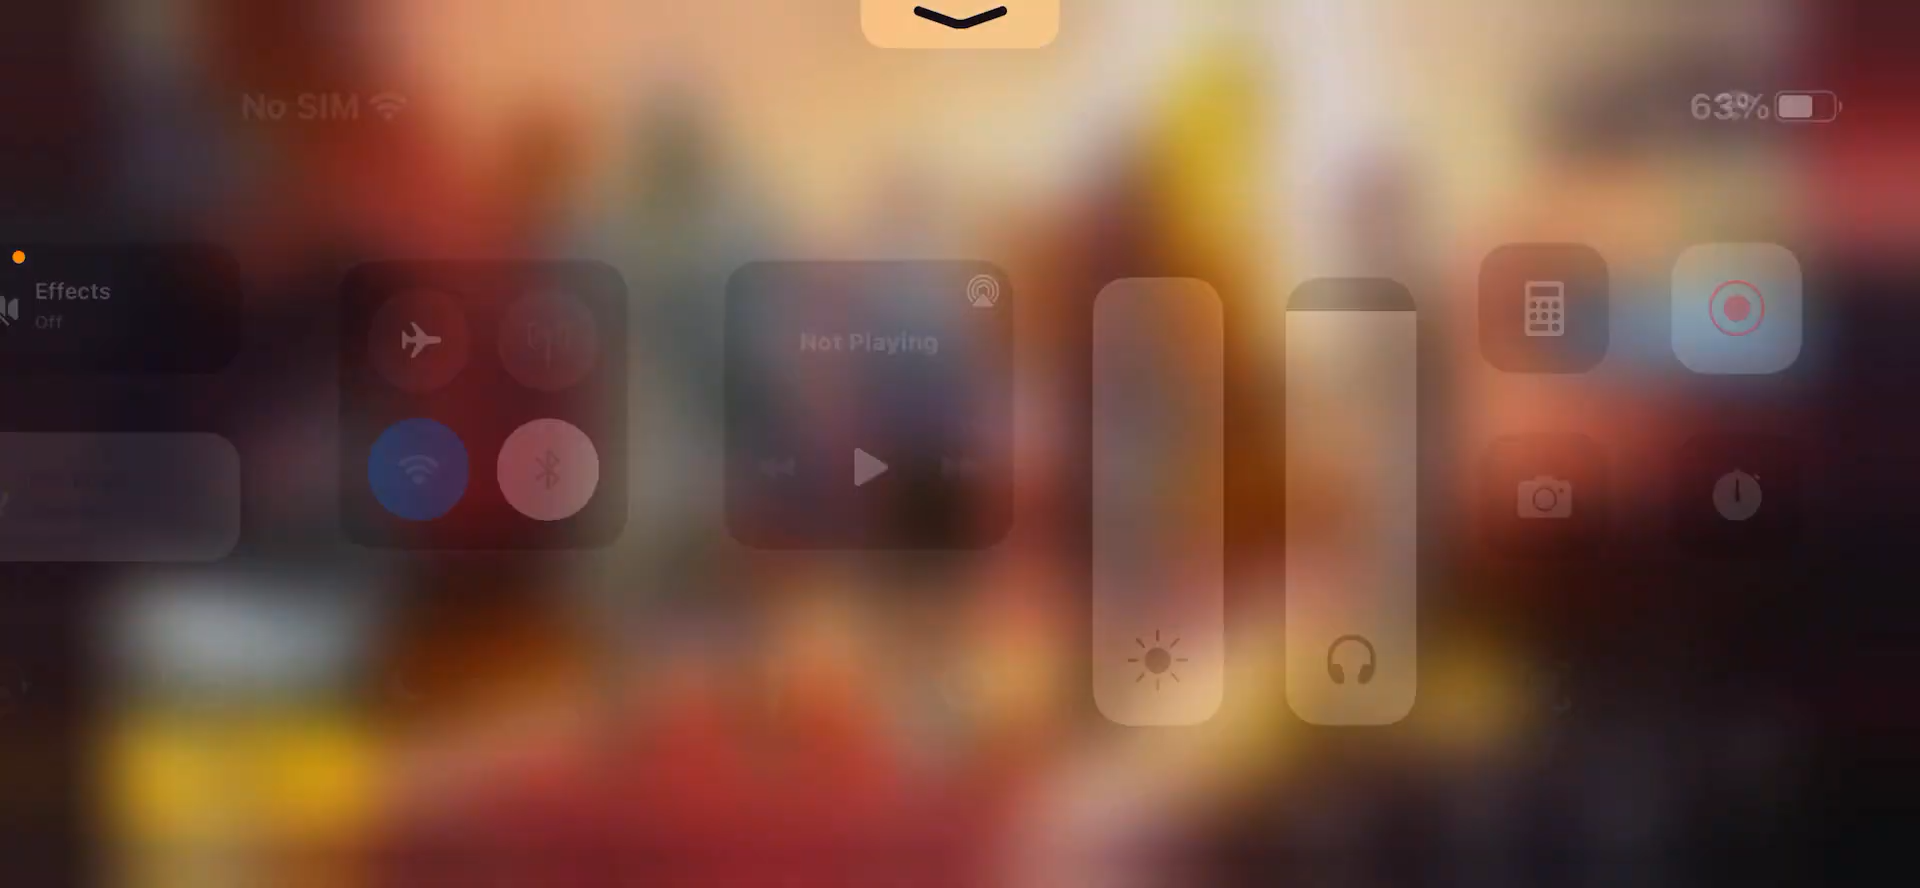 No SIM
63%
Effects
Off
Not Playing